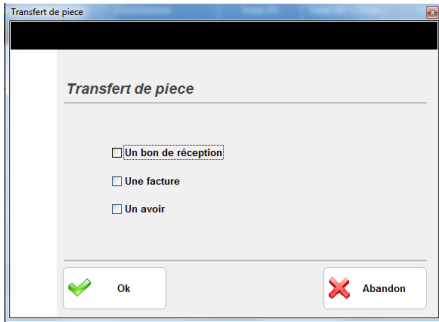 Transfert de piece
Transfert de piece
Un bon de réception
Une facture
Un avoir
Ok
Abandon